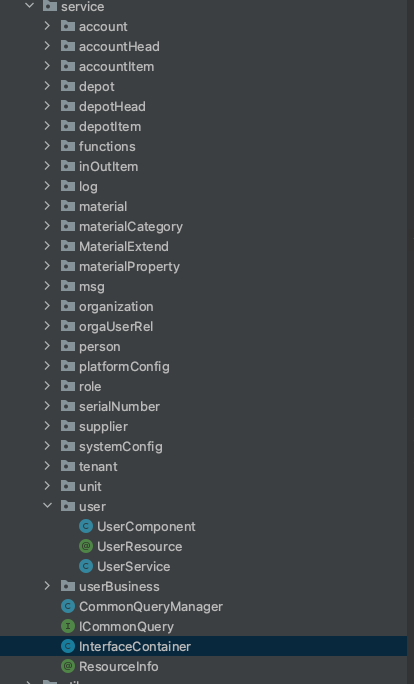 service
account
accountHead
accountItem
depot
depotHead
depotItem
functions
inOutItem
log
material
materialCategory
MaterialExtend
materialProperty
msg
organization
orgaUserRel
person
platformConfig
role
serialNumber
supplier
systemConfig
tenant
unit
user
C UserComponent
@ UserResource
C UserService
userBusiness
C CommonQueryManager
I ICommonQuery
C InterfaceContainer
@ ResourceInfo